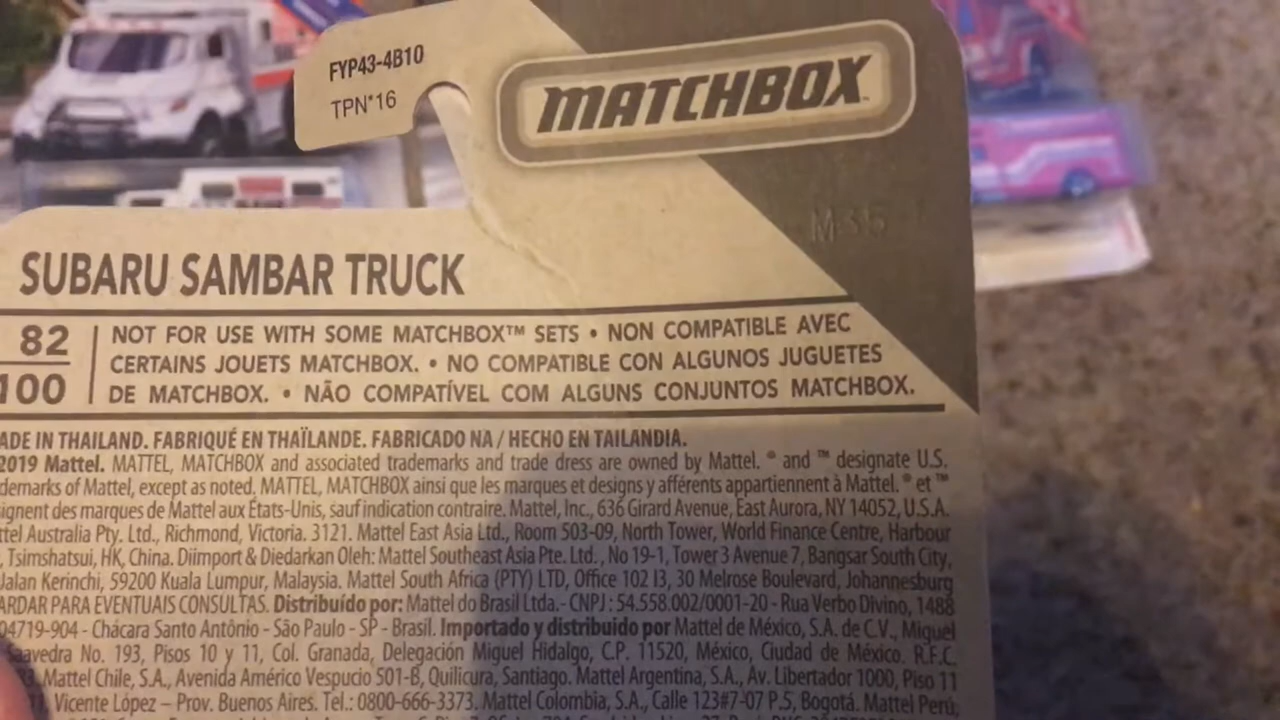 FYP43-4B10
TPN*16
MATCHBOX
M-35
SUBARU SAMBAR TRUCK
82
100
NOT FOR USE WITH SOME MATCHBOX™ SETS • NON COMPATIBLE AVEC
CERTAINS JOUETS MATCHBOX. • NO COMPATIBLE CON ALGUNOS JUGUETES
DE MATCHBOX. • NÃO COMPATÍVEL COM ALGUNS CONJUNTOS MATCHBOX.
ADE IN THAILAND. FABRIQUÉ EN THAÏLANDE. FABRICADO NA / HECHO EN TAILANDIA.
2019 Mattel. MATTEL, MATCHBOX and associated trademarks and trade dress are owned by Mattel. ® and ™ designate U.S.
demarks of Mattel, except as noted. MATTEL, MATCHBOX ainsi que les marques et designs y afférents appartiennent à Mattel. ® et ™
ignent des marques de Mattel aux États-Unis, sauf indication contraire. Mattel, Inc., 636 Girard Avenue, East Aurora, NY 14052, U.S.A.
ttel Australia Pty. Ltd., Richmond, Victoria. 3121. Mattel East Asia Ltd., Room 503-09, North Tower, World Finance Centre, Harbour
, Tsimshatsui, HK, China. Diimport & Diedarkan Oleh: Mattel Southeast Asia Pte. Ltd., No 19-1, Tower 3 Avenue 7, Bangsar South City,
Jalan Kerinchi, 59200 Kuala Lumpur, Malaysia. Mattel South Africa (PTY) LTD, Office 102 I3, 30 Melrose Boulevard, Johannesburg
ARDAR PARA EVENTUAIS CONSULTAS. Distribuído por: Mattel do Brasil Ltda.- CNPJ : 54.558.002/0001-20 - Rua Verbo Divino, 1488
04719-904 - Chácara Santo Antônio - São Paulo - SP - Brasil. Importado y distribuido por Mattel de México, S.A. de C.V., Miguel
Saavedra No. 193, Pisos 10 y 11, Col. Granada, Delegación Miguel Hidalgo, C.P. 11520, México, Ciudad de México. R.F.C.
Mattel Chile, S.A., Avenida Américo Vespucio 501-B, Quilicura, Santiago. Mattel Argentina, S.A., Av. Libertador 1000, Piso 11
Vicente López – Prov. Buenos Aires. Tel.: 0800-666-3373. Mattel Colombia, S.A., Calle 123#7-07 P.5, Bogotá. Mattel Perú,